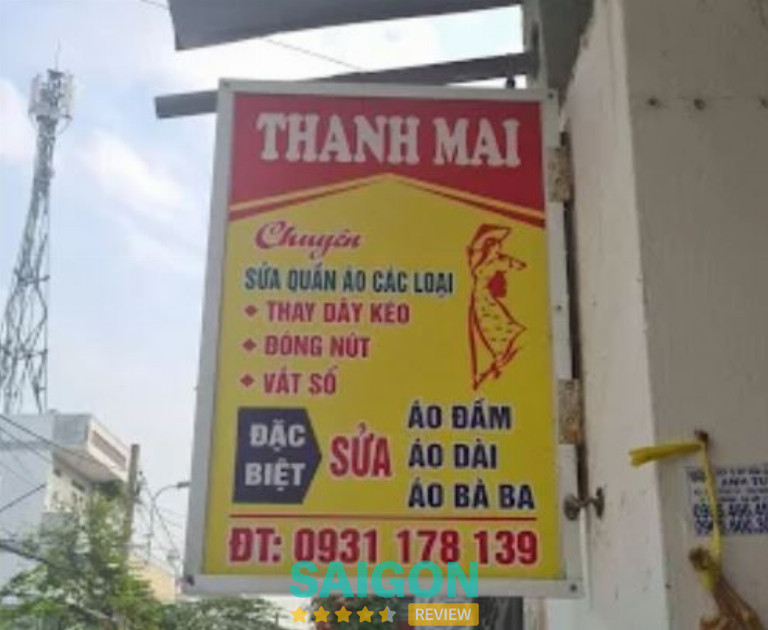 THANH MAI
Chuyên
SỬA QUẦN ÁO CÁC LOẠI
THAY DÂY KÉO
ĐÓNG NÚT
VẮT SỔ
ĐẶC BIỆT
SỬA
ÁO ĐẦM
ÁO DÀI
ÁO BÀ BA
ĐT: 0931 178 139
SAIGON
REVIEW